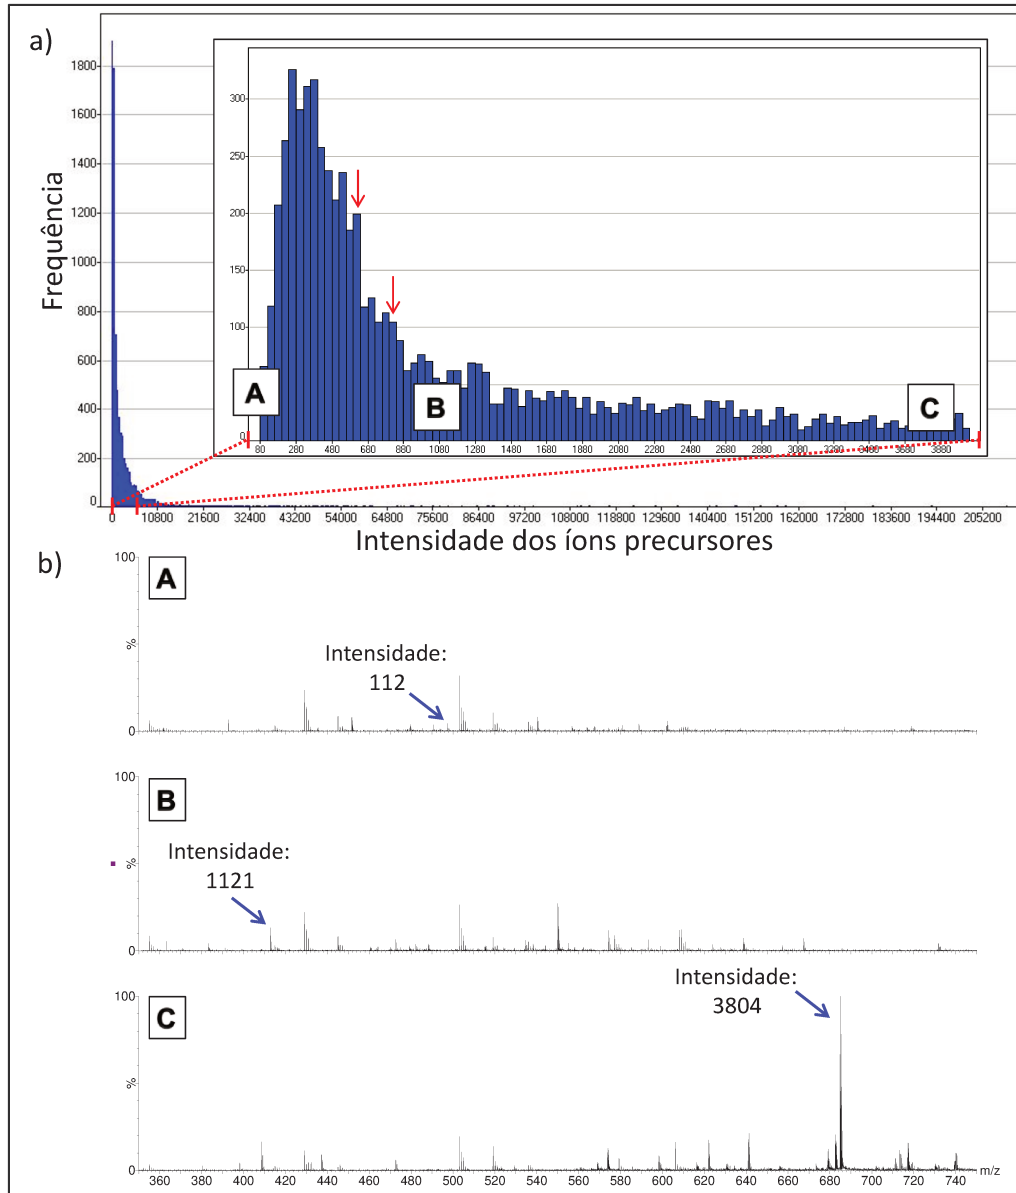 a)
Frequência
1800
1600
1400
1200
1000
800
600
400
200
0
300
250
200
150
100
0
A
B
C
80 280 480 680 880 1080 1280 1480 1680 1880 2080 2280 2480 2680 2880 3080 3280 3480 3680 3880
0 10800 21600 32400 43200 54000 64800 75600 86400 97200 108000 118800 129600 140400 151200 162000 172800 183600 194400 205200
Intensidade dos íons precursores
b)
100
A
%
Intensidade:
112
0
100
B
%
Intensidade:
1121
0
Intensidade:
3804
100
C
%
0
360 380 400 420 440 460 480 500 520 540 560 580 600 620 640 660 680 700 720 740 m/z